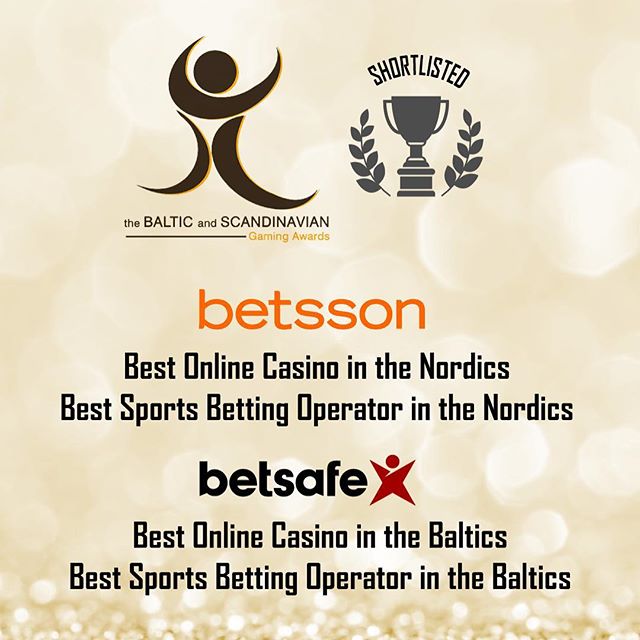 SHORTLISTED
the BALTIC and SCANDINAVIAN
Gaming Awards
betsson
Best Online Casino in the Nordics
Best Sports Betting Operator in the Nordics
betsafe
Best Online Casino in the Baltics
Best Sports Betting Operator in the Baltics